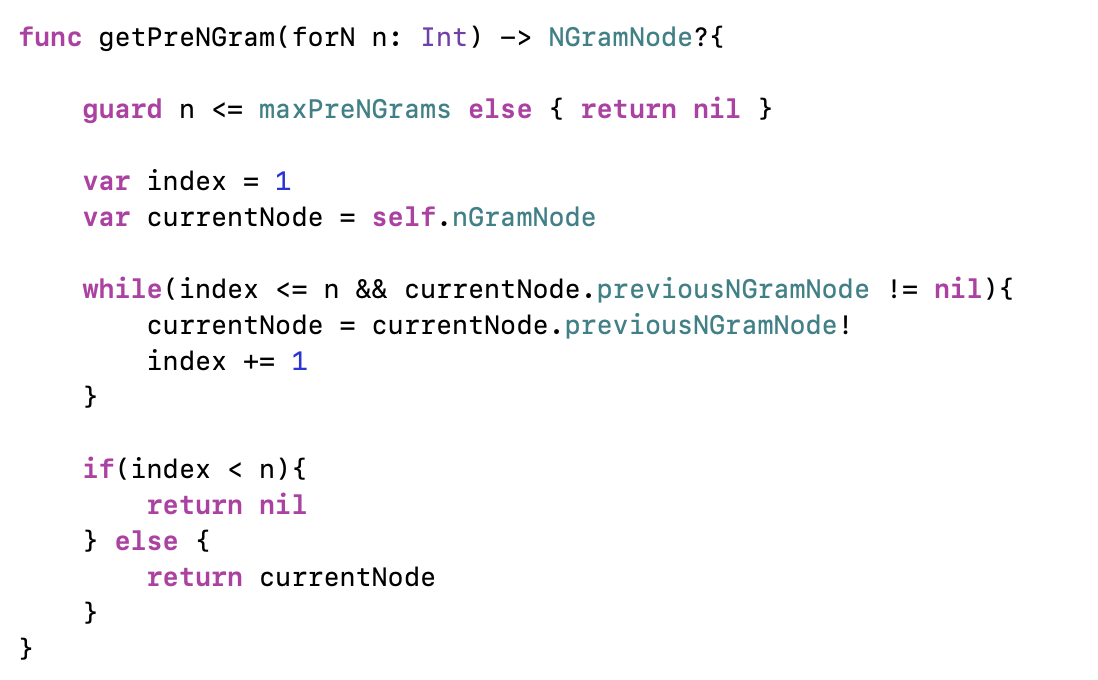 func getPreNGram(forN n: Int) -> NGramNode?{
guard n <= maxPreNGrams else { return nil }
var index = 1
var currentNode = self.nGramNode
while(index <= n && currentNode.previousNGramNode != nil){
currentNode = currentNode.previousNGramNode!
index += 1
}
if(index < n){
return nil
} else {
return currentNode
}
}